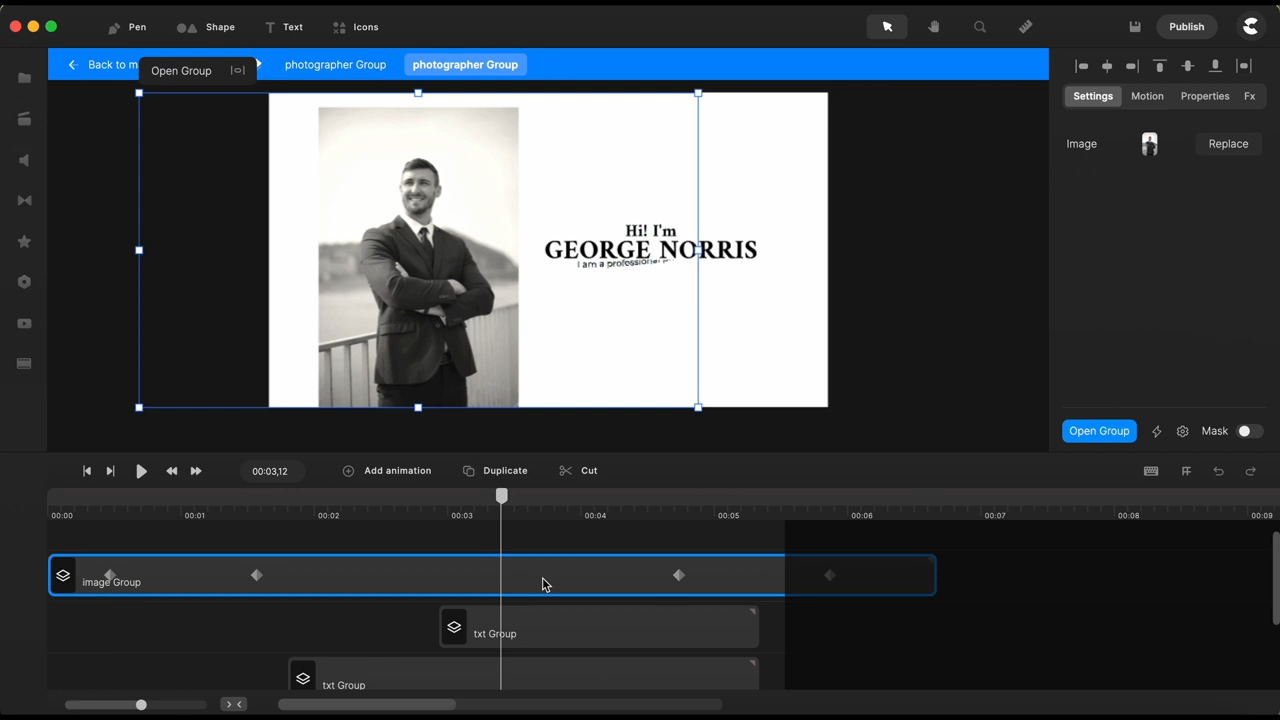 Pen
Shape
Text
Icons
Publish
Back to m
photographer Group
photographer Group
Open Group
Settings
Motion
Properties
Fx
Image
Replace
Hi! I'm
GEORGE NORRIS
I am a professional
Open Group
Mask
00:03,12
Add animation
Duplicate
Cut
00:00
00:01
00:02
00:03
00:04
00:05
00:06
00:07
00:08
00:09
image Group
txt Group
txt Group